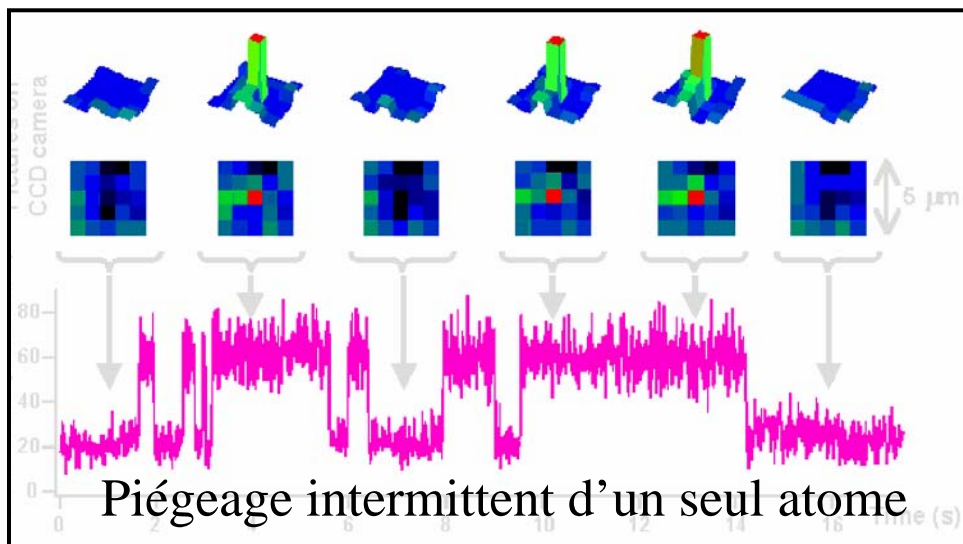 CCD camera
5 µm
80
60
40
20
0
0 2 6 8 10 12 14 16 Time (s)
Piégeage intermittent d’un seul atome